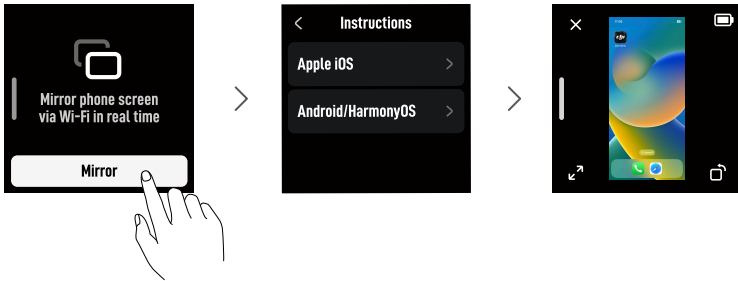 Mirror phone screen
via Wi-Fi in real time
Mirror
Instructions
Apple iOS
Android/HarmonyOS